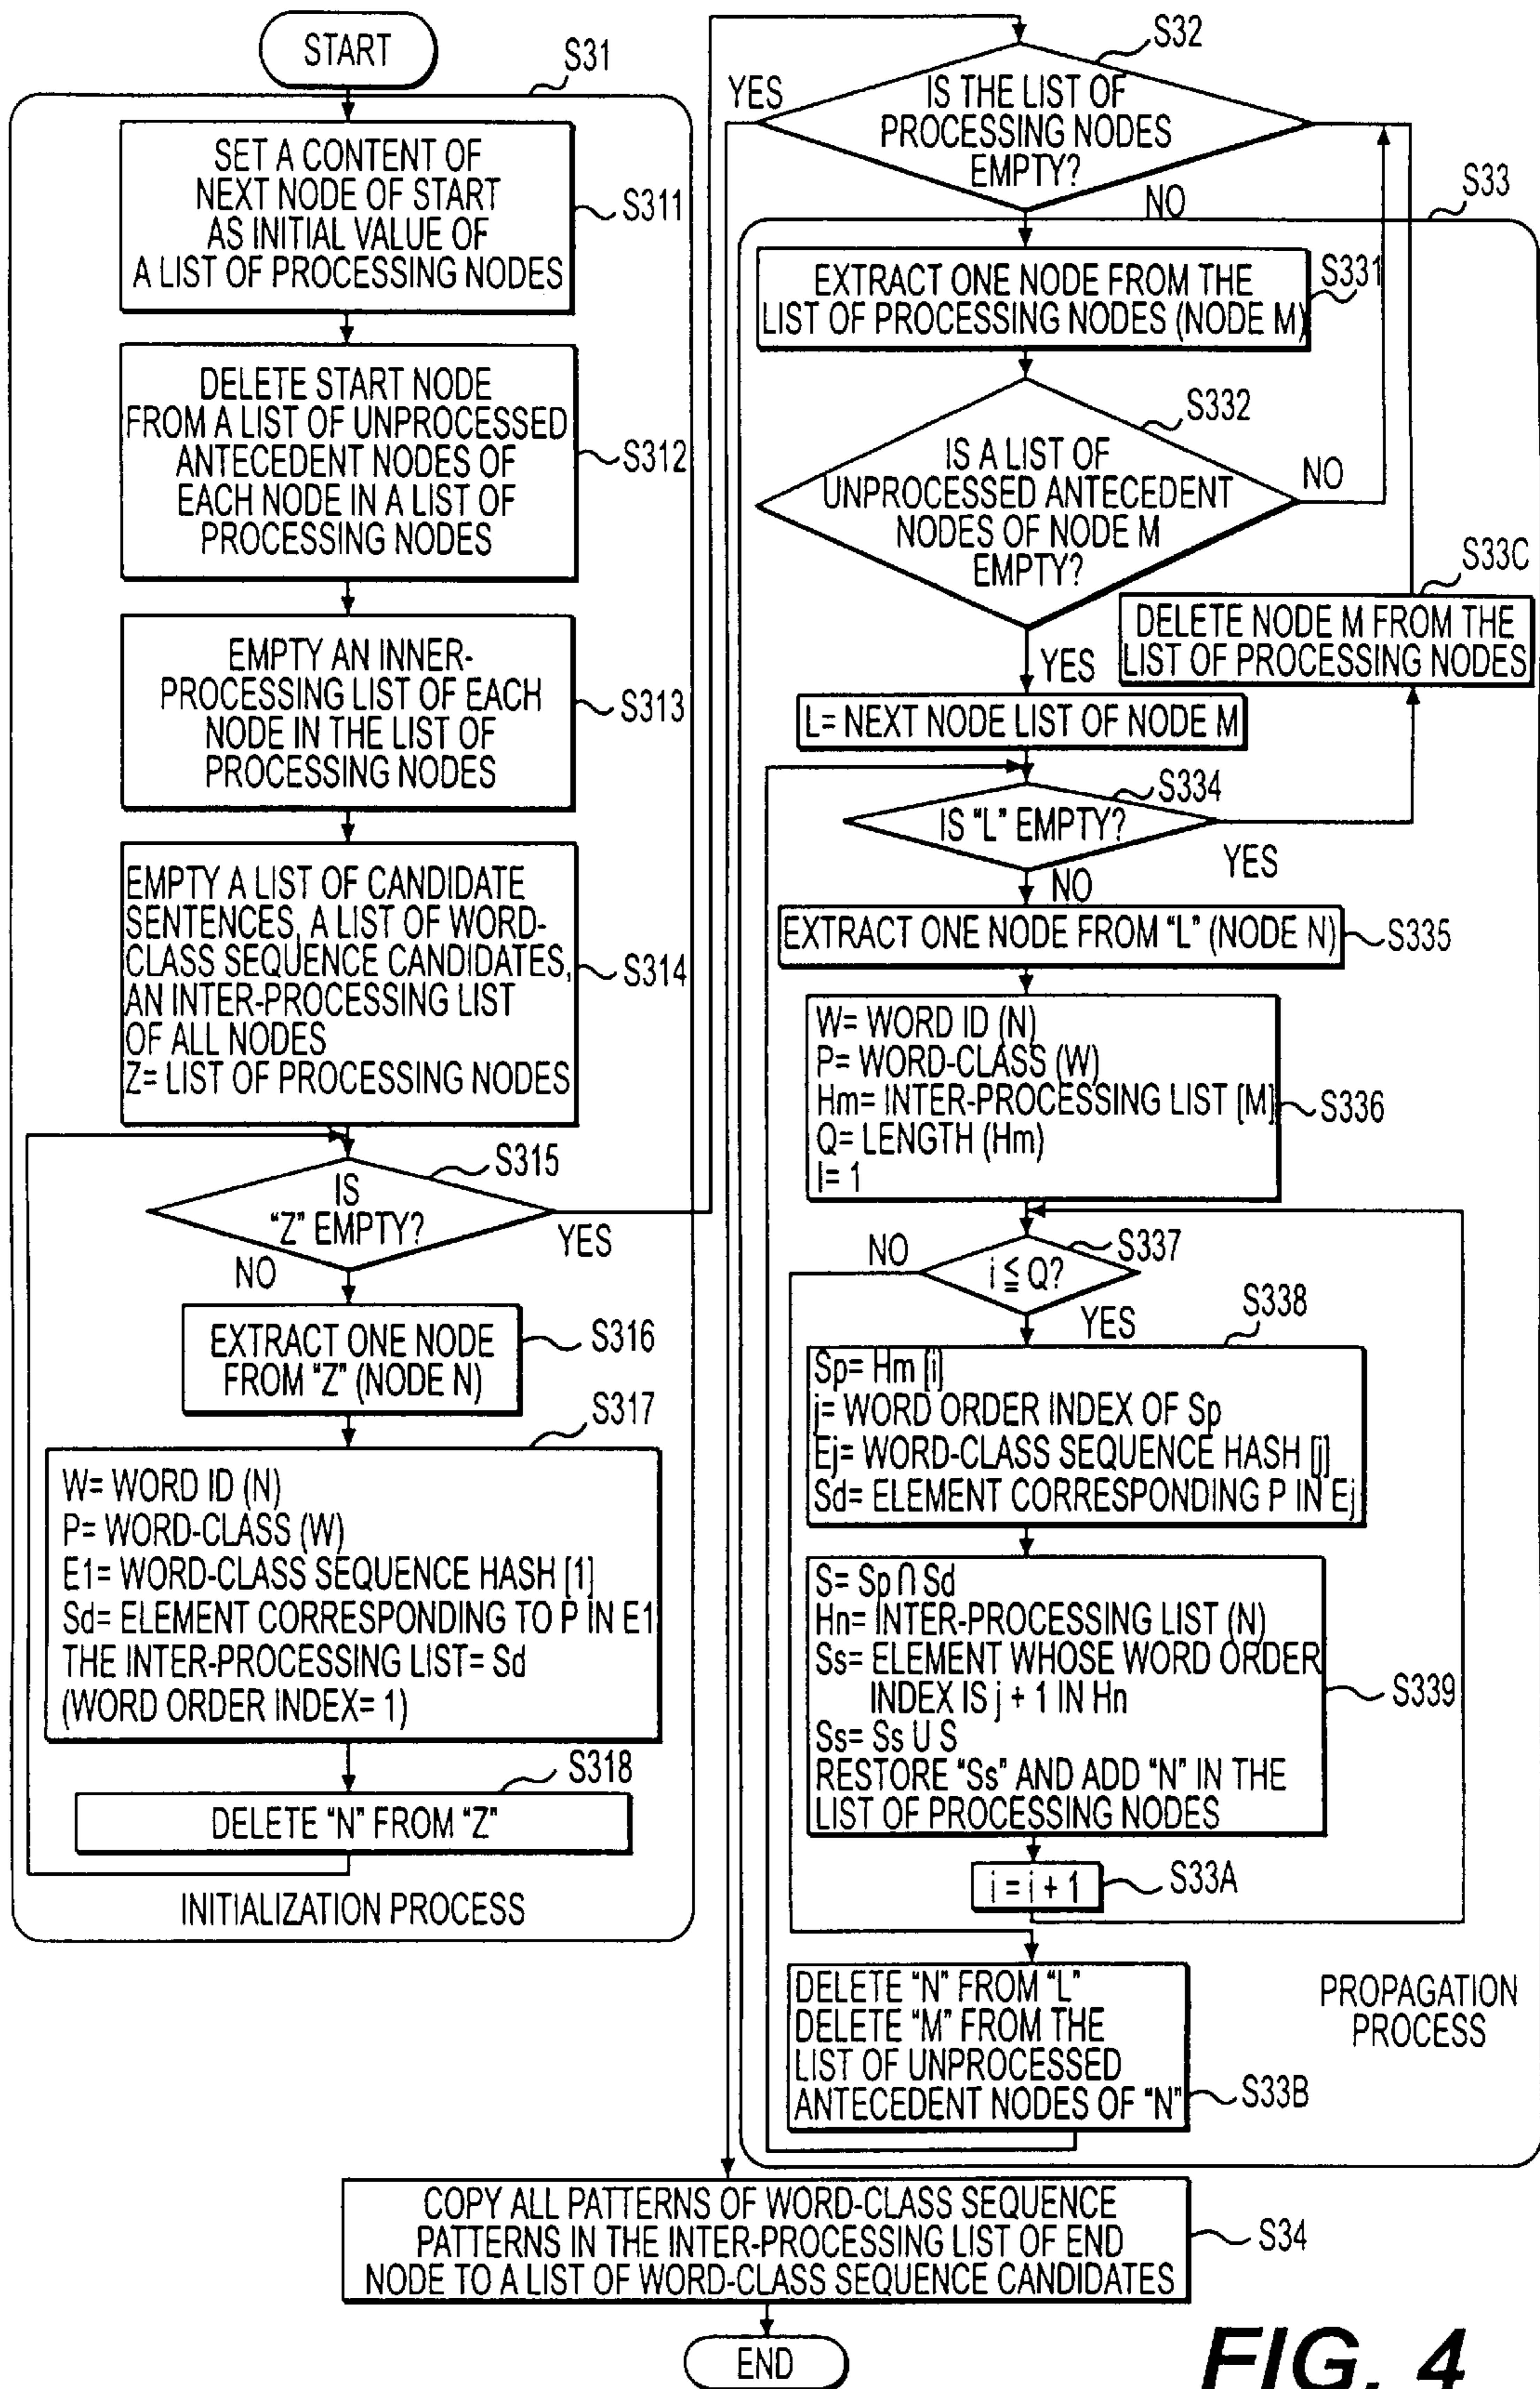 START
S31
SET A CONTENT OF
NEXT NODE OF START
AS INITIAL VALUE OF
A LIST OF PROCESSING NODES
S311
DELETE START NODE
FROM A LIST OF UNPROCESSED
ANTECEDENT NODES OF
EACH NODE IN A LIST OF
PROCESSING NODES
S312
EMPTY AN INNER-
PROCESSING LIST OF EACH
NODE IN THE LIST OF
PROCESSING NODES
S313
EMPTY A LIST OF CANDIDATE
SENTENCES, A LIST OF WORD-
CLASS SEQUENCE CANDIDATES,
AN INTER-PROCESSING LIST
OF ALL NODES
Z= LIST OF PROCESSING NODES
S314
S315
IS
"Z" EMPTY?
YES
NO
EXTRACT ONE NODE
FROM "Z" (NODE N)
S316
S317
W= WORD ID (N)
P= WORD-CLASS (W)
E1= WORD-CLASS SEQUENCE HASH [1]
Sd= ELEMENT CORRESPONDING TO P IN E1
THE INTER-PROCESSING LIST= Sd
(WORD ORDER INDEX= 1)
S318
DELETE "N" FROM "Z"
INITIALIZATION PROCESS
S32
YES
IS THE LIST OF
PROCESSING NODES
EMPTY?
NO
S33
EXTRACT ONE NODE FROM THE
LIST OF PROCESSING NODES (NODE M)
S331
S332
IS A LIST OF
UNPROCESSED ANTECEDENT
NODES OF NODE M
EMPTY?
NO
YES
S33C
DELETE NODE M FROM THE
LIST OF PROCESSING NODES
L= NEXT NODE LIST OF NODE M
S334
IS "L" EMPTY?
YES
NO
EXTRACT ONE NODE FROM "L" (NODE N)
S335
W= WORD ID (N)
P= WORD-CLASS (W)
Hm= INTER-PROCESSING LIST [M]
Q= LENGTH (Hm)
I= 1
S336
NO
S337
i ≦ Q?
YES
S338
Sp= Hm [i]
j= WORD ORDER INDEX OF Sp
Ej= WORD-CLASS SEQUENCE HASH [j]
Sd= ELEMENT CORRESPONDING P IN Ej
S= Sp ∩ Sd
Hn= INTER-PROCESSING LIST (N)
Ss= ELEMENT WHOSE WORD ORDER
INDEX IS j + 1 IN Hn
Ss= Ss U S
RESTORE "Ss" AND ADD "N" IN THE
LIST OF PROCESSING NODES
S339
i = i + 1
S33A
DELETE "N" FROM "L"
DELETE "M" FROM THE
LIST OF UNPROCESSED
ANTECEDENT NODES OF "N"
S33B
PROPAGATION
PROCESS
COPY ALL PATTERNS OF WORD-CLASS SEQUENCE
PATTERNS IN THE INTER-PROCESSING LIST OF END
NODE TO A LIST OF WORD-CLASS SEQUENCE CANDIDATES
S34
END
FIG. 4